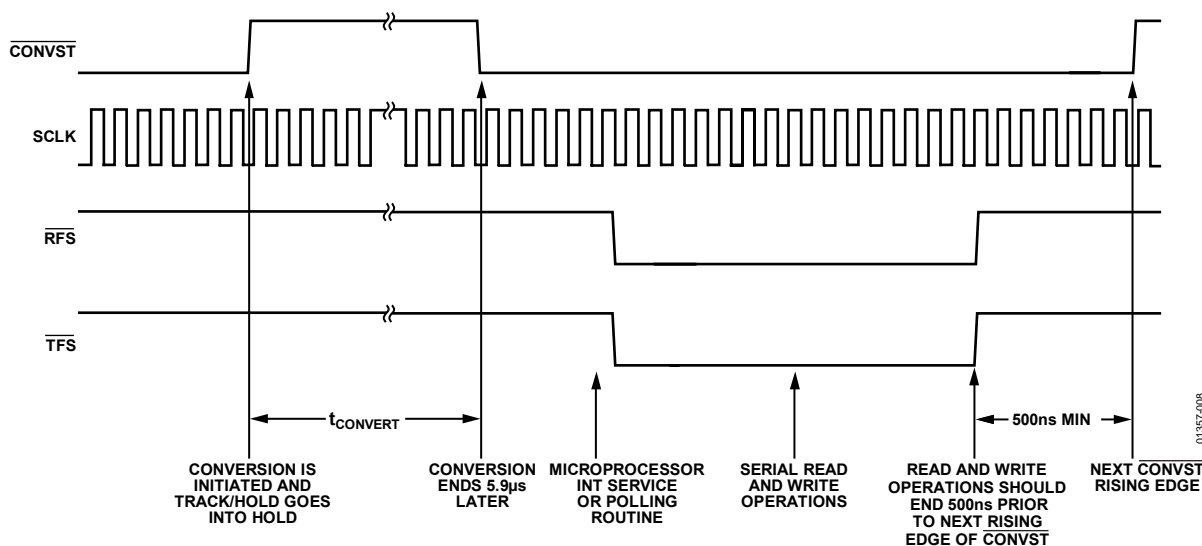 CONVST
SCLK
RFS
TFS
tCONVERT
500ns MIN
CONVERSION IS
INITIATED AND
TRACK/HOLD GOES
INTO HOLD
CONVERSION
ENDS 5.9µs
LATER
MICROPROCESSOR
INT SERVICE
OR POLLING
ROUTINE
SERIAL READ
AND WRITE
OPERATIONS
READ AND WRITE
OPERATIONS SHOULD
END 500ns PRIOR
TO NEXT RISING
EDGE OF CONVST
NEXT CONVST
RISING EDGE
01357-008